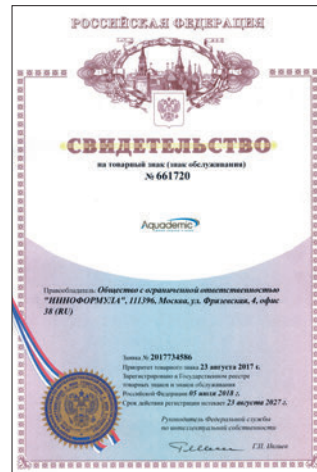 РОССИЙСКАЯ ФЕДЕРАЦИЯ
СВИДЕТЕЛЬСТВО
на товарный знак (знак обслуживания)
№ 661720
Aquademic
Правообладатель: Общество с ограниченной ответственностью
"ИННОФОРМУЛА", 111396, Москва, ул. Фрязевская, 4, офис
38 (RU)
Заявка № 2017734586
Приоритет товарного знака 23 августа 2017 г.
Зарегистрировано в Государственном реестре
товарных знаков и знаков обслуживания
Российской Федерации 05 июля 2018 г.
Срок действия регистрации истекает 23 августа 2027 г.
Руководитель Федеральной службы
по интеллектуальной собственности
Г.П. Ивлиев